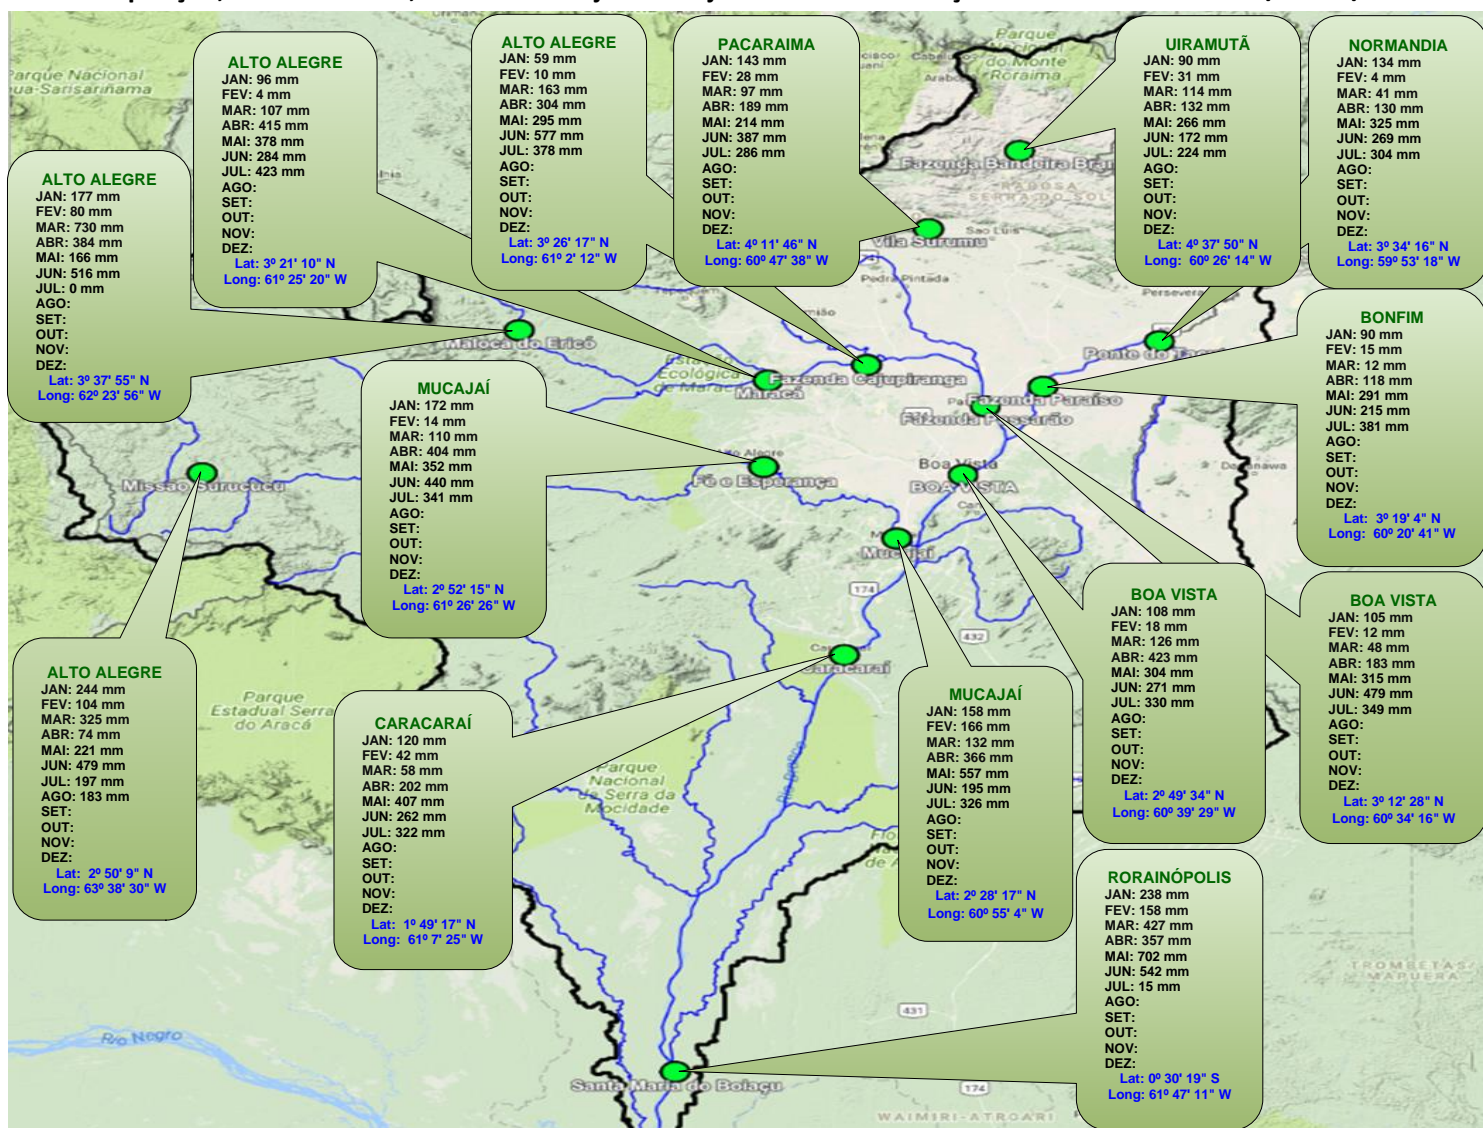 ALTO ALEGRE
JAN: 96 mm
FEV: 4 mm
MAR: 107 mm
ABR: 415 mm
MAI: 378 mm
JUN: 284 mm
JUL: 423 mm
AGO:
SET:
OUT:
NOV:
DEZ:
Lat: 3º 21' 10" N
Long: 61º 25' 20" W
ALTO ALEGRE
JAN: 59 mm
FEV: 10 mm
MAR: 163 mm
ABR: 304 mm
MAI: 295 mm
JUN: 577 mm
JUL: 378 mm
AGO:
SET:
OUT:
NOV:
DEZ:
Lat: 3º 26' 17" N
Long: 61º 2' 12" W
PACARAIMA
JAN: 143 mm
FEV: 28 mm
MAR: 97 mm
ABR: 189 mm
MAI: 214 mm
JUN: 387 mm
JUL: 286 mm
AGO:
SET:
OUT:
NOV:
DEZ:
Lat: 4º 11' 46" N
Long: 60º 47' 38" W
UIRAMUTÃ
JAN: 90 mm
FEV: 31 mm
MAR: 114 mm
ABR: 132 mm
MAI: 266 mm
JUN: 172 mm
JUL: 224 mm
AGO:
SET:
OUT:
NOV:
DEZ:
Lat: 4º 37' 50" N
Long: 60º 26' 14" W
NORMANDIA
JAN: 134 mm
FEV: 4 mm
MAR: 41 mm
ABR: 130 mm
MAI: 325 mm
JUN: 269 mm
JUL: 304 mm
AGO:
SET:
OUT:
NOV:
DEZ:
Lat: 3º 34' 16" N
Long: 59º 53' 18" W
ALTO ALEGRE
JAN: 177 mm
FEV: 80 mm
MAR: 730 mm
ABR: 384 mm
MAI: 166 mm
JUN: 516 mm
JUL: 0 mm
AGO:
SET:
OUT:
NOV:
DEZ:
Lat: 3º 37' 55" N
Long: 62º 23' 56" W
MUCAJAÍ
JAN: 172 mm
FEV: 14 mm
MAR: 110 mm
ABR: 404 mm
MAI: 352 mm
JUN: 440 mm
JUL: 341 mm
AGO:
SET:
OUT:
NOV:
DEZ:
Lat: 2º 52' 15" N
Long: 61º 26' 26" W
BONFIM
JAN: 90 mm
FEV: 15 mm
MAR: 12 mm
ABR: 118 mm
MAI: 291 mm
JUN: 215 mm
JUL: 381 mm
AGO:
SET:
OUT:
NOV:
DEZ:
Lat: 3º 19' 4" N
Long: 60º 20' 41" W
ALTO ALEGRE
JAN: 244 mm
FEV: 104 mm
MAR: 325 mm
ABR: 74 mm
MAI: 221 mm
JUN: 479 mm
JUL: 197 mm
AGO: 183 mm
SET:
OUT:
NOV:
DEZ:
Lat: 2º 50' 9" N
Long: 63º 38' 30" W
CARACARAÍ
JAN: 120 mm
FEV: 42 mm
MAR: 58 mm
ABR: 202 mm
MAI: 407 mm
JUN: 262 mm
JUL: 322 mm
AGO:
SET:
OUT:
NOV:
DEZ:
Lat: 1º 49' 17" N
Long: 61º 7' 25" W
MUCAJAÍ
JAN: 158 mm
FEV: 166 mm
MAR: 132 mm
ABR: 366 mm
MAI: 557 mm
JUN: 195 mm
JUL: 326 mm
AGO:
SET:
OUT:
NOV:
DEZ:
Lat: 2º 28' 17" N
Long: 60º 55' 4" W
BOA VISTA
JAN: 108 mm
FEV: 18 mm
MAR: 126 mm
ABR: 423 mm
MAI: 304 mm
JUN: 271 mm
JUL: 330 mm
AGO:
SET:
OUT:
NOV:
DEZ:
Lat: 2º 49' 34" N
Long: 60º 39' 29" W
BOA VISTA
JAN: 105 mm
FEV: 12 mm
MAR: 48 mm
ABR: 183 mm
MAI: 315 mm
JUN: 479 mm
JUL: 349 mm
AGO:
SET:
OUT:
NOV:
DEZ:
Lat: 3º 12' 28" N
Long: 60º 34' 16" W
RORAINÓPOLIS
JAN: 238 mm
FEV: 158 mm
MAR: 427 mm
ABR: 357 mm
MAI: 702 mm
JUN: 542 mm
JUL: 15 mm
AGO:
SET:
OUT:
NOV:
DEZ:
Lat: 0º 30' 19" S
Long: 61º 47' 11" W
Parque Nacional
Parque
do Monte
Roraima
Vila Surumu
Sao Luis
Pedra Pintada
Maloca do Ericó
Ecológica
de Maracá
Maracá
Fazenda Cajupiranga
Fazenda Paraíso
Fazenda Passarão
Missão Surucucu
Fé e Esperança
Boa Vista
BOA VISTA
Mucajaí
174
432
Caracaraí
Parque
Estadual Serra
do Aracá
Parque
Nacional
da Serra da
Mocidade
Rio Branco
Rio Negro
Santa Maria do Boiaçu
431
174
WAIMIRI-ATROARI
TROMBETAS/
MAPUERA